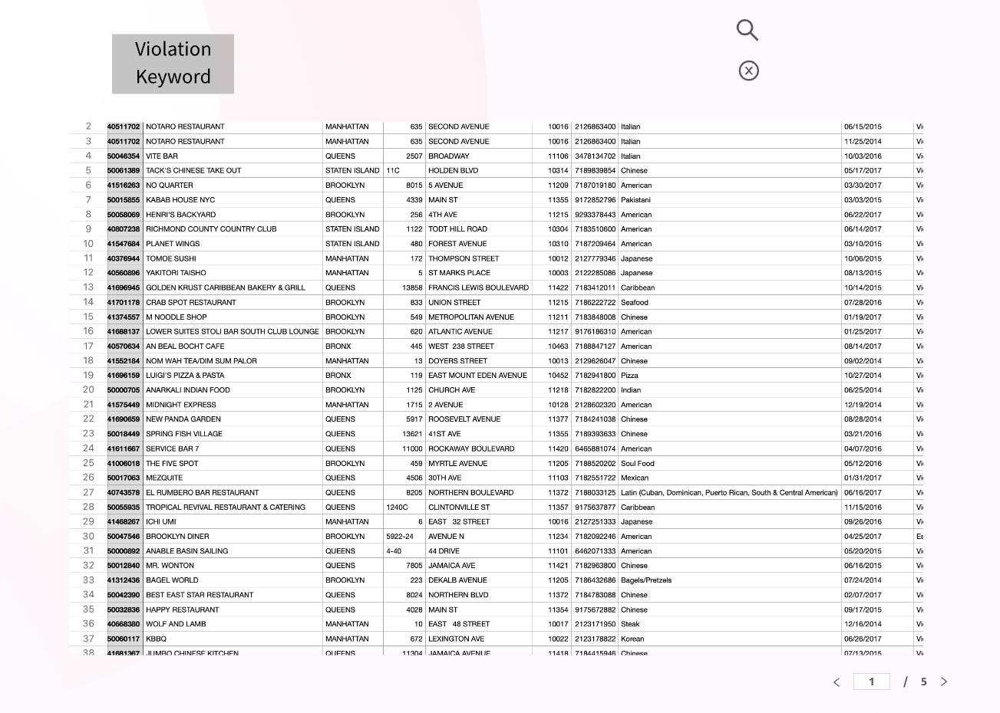 Violation
Keyword
2 40511702 NOTARO RESTAURANT MANHATTAN 635 SECOND AVENUE 10016 2126863400 Italian 06/15/2015 Vi
3 40511702 NOTARO RESTAURANT MANHATTAN 635 SECOND AVENUE 10016 2126863400 Italian 11/25/2014 Vi
4 50046354 VITE BAR QUEENS 2507 BROADWAY 11106 3478134702 Italian 10/03/2016 Vi
5 50061389 TACK'S CHINESE TAKE OUT STATEN ISLAND 11C HOLDEN BLVD 10314 7189839854 Chinese 05/17/2017 Vi
6 41516263 NO QUARTER BROOKLYN 8015 5 AVENUE 11209 7187019180 American 03/30/2017 Vi
7 50015855 KABAB HOUSE NYC QUEENS 4339 MAIN ST 11355 9172852796 Pakistani 03/03/2015 Vi
8 50058069 HENRI'S BACKYARD BROOKLYN 256 4TH AVE 11215 9293378443 American 06/22/2017 Vi
9 40807238 RICHMOND COUNTY COUNTRY CLUB STATEN ISLAND 1122 TODT HILL ROAD 10304 7183510600 American 06/14/2017 Vi
10 41547684 PLANET WINGS STATEN ISLAND 480 FOREST AVENUE 10310 7187209464 American 03/10/2015 Vi
11 40376944 TOMOE SUSHI MANHATTAN 172 THOMPSON STREET 10012 2127779346 Japanese 10/06/2015 Vi
12 40560896 YAKITORI TAISHO MANHATTAN 5 ST MARKS PLACE 10003 2122285086 Japanese 08/13/2015 Vi
13 41696945 GOLDEN KRUST CARIBBEAN BAKERY & GRILL QUEENS 13858 FRANCIS LEWIS BOULEVARD 11422 7183412011 Caribbean 10/14/2015 Vi
14 41701178 CRAB SPOT RESTAURANT BROOKLYN 833 UNION STREET 11215 7186222722 Seafood 07/28/2016 Vi
15 41374557 M NOODLE SHOP BROOKLYN 549 METROPOLITAN AVENUE 11211 7183848008 Chinese 01/19/2017 Vi
16 41688137 LOWER SUITES STOLI BAR SOUTH CLUB LOUNGE BROOKLYN 620 ATLANTIC AVENUE 11217 9176186310 American 01/25/2017 Vi
17 40570634 AN BEAL BOCHT CAFE BRONX 445 WEST 238 STREET 10463 7188847127 American 08/14/2017 Vi
18 41552184 NOM WAH TEA/DIM SUM PALOR MANHATTAN 13 DOYERS STREET 10013 2129626047 Chinese 09/02/2014 Vi
19 41696159 LUIGI'S PIZZA & PASTA BRONX 119 EAST MOUNT EDEN AVENUE 10452 7182941800 Pizza 10/27/2014 Vi
20 50000705 ANARKALI INDIAN FOOD BROOKLYN 1125 CHURCH AVE 11218 7182822200 Indian 06/25/2014 Vi
21 41575449 MIDNIGHT EXPRESS MANHATTAN 1715 2 AVENUE 10128 2128602320 American 12/19/2014 Vi
22 41690659 NEW PANDA GARDEN QUEENS 5917 ROOSEVELT AVENUE 11377 7184241038 Chinese 08/28/2014 Vi
23 50018449 SPRING FISH VILLAGE QUEENS 13621 41ST AVE 11355 7189393633 Chinese 03/21/2016 Vi
24 41611667 SERVICE BAR 7 QUEENS 11000 ROCKAWAY BOULEVARD 11420 6465881074 American 04/07/2016 Vi
25 41006018 THE FIVE SPOT BROOKLYN 459 MYRTLE AVENUE 11205 7188520202 Soul Food 05/12/2016 Vi
26 50017063 MEZQUITE QUEENS 4506 30TH AVE 11103 7182551722 Mexican 01/31/2017 Vi
27 40743578 EL RUMBERO BAR RESTAURANT QUEENS 8205 NORTHERN BOULEVARD 11372 7188033125 Latin (Cuban, Dominican, Puerto Rican, South & Central American) 06/16/2017 Vi
28 50055935 TROPICAL REVIVAL RESTAURANT & CATERING QUEENS 1240C CLINTONVILLE ST 11357 9175637877 Caribbean 11/15/2016 Vi
29 41468267 ICHI UMI MANHATTAN 6 EAST 32 STREET 10016 2127251333 Japanese 09/26/2016 Vi
30 50047546 BROOKLYN DINER BROOKLYN 5922-24 AVENUE N 11234 7182092246 American 04/25/2017 Es
31 50000892 ANABLE BASIN SAILING QUEENS 4-40 44 DRIVE 11101 6462071333 American 05/20/2015 Vi
32 50012840 MR. WONTON QUEENS 7805 JAMAICA AVE 11421 7182963800 Chinese 06/16/2015 Vi
33 41312436 BAGEL WORLD BROOKLYN 223 DEKALB AVENUE 11205 7186432686 Bagels/Pretzels 07/24/2014 Vi
34 50042390 BEST EAST STAR RESTAURANT QUEENS 8024 NORTHERN BLVD 11372 7184783088 Chinese 02/07/2017 Vi
35 50032836 HAPPY RESTAURANT QUEENS 4028 MAIN ST 11354 9175672882 Chinese 09/17/2015 Vi
36 40668380 WOLF AND LAMB MANHATTAN 10 EAST 48 STREET 10017 2123171950 Steak 12/16/2014 Vi
37 50060117 KBBQ MANHATTAN 672 LEXINGTON AVE 10022 2123178822 Korean 06/26/2017 Vi
38 41681367 JUMBO CHINESE KITCHEN QUEENS 11304 JAMAICA AVENUE 11418 7184415946 Chinese 07/13/2015 Vi
1 / 5